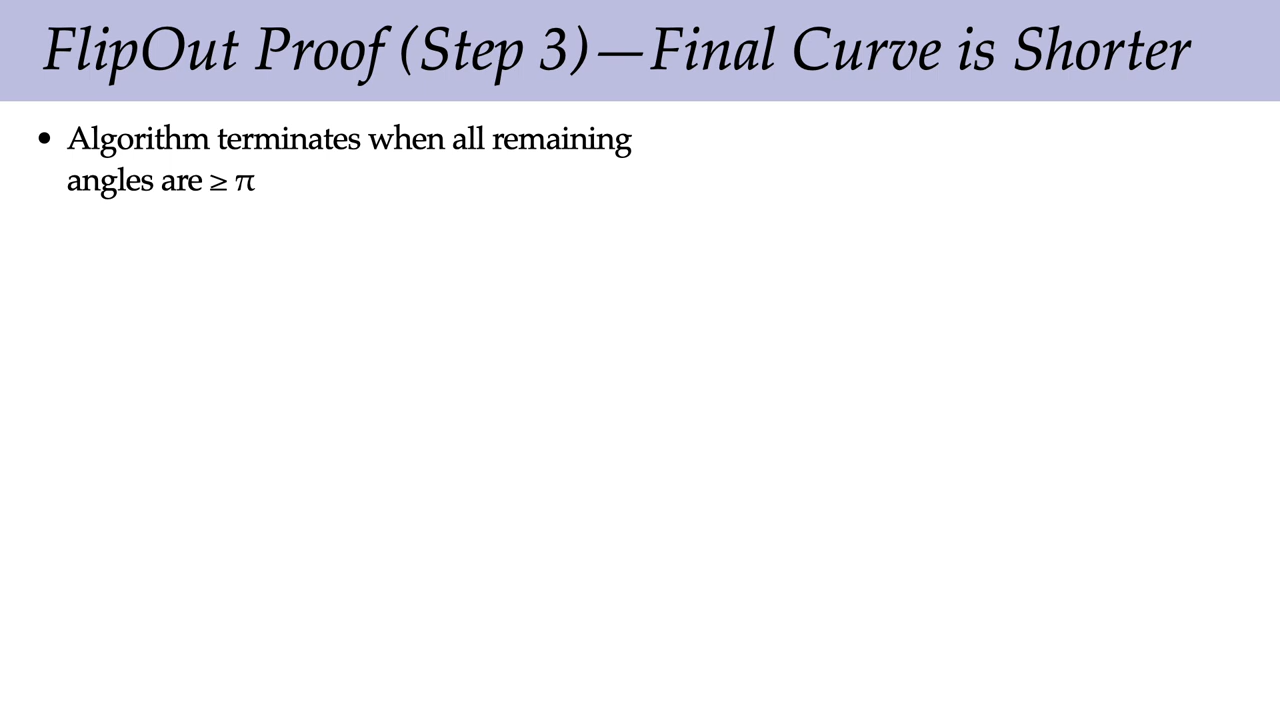 FlipOut Proof (Step 3)—Final Curve is Shorter
• Algorithm terminates when all remaining
angles are ≥ π